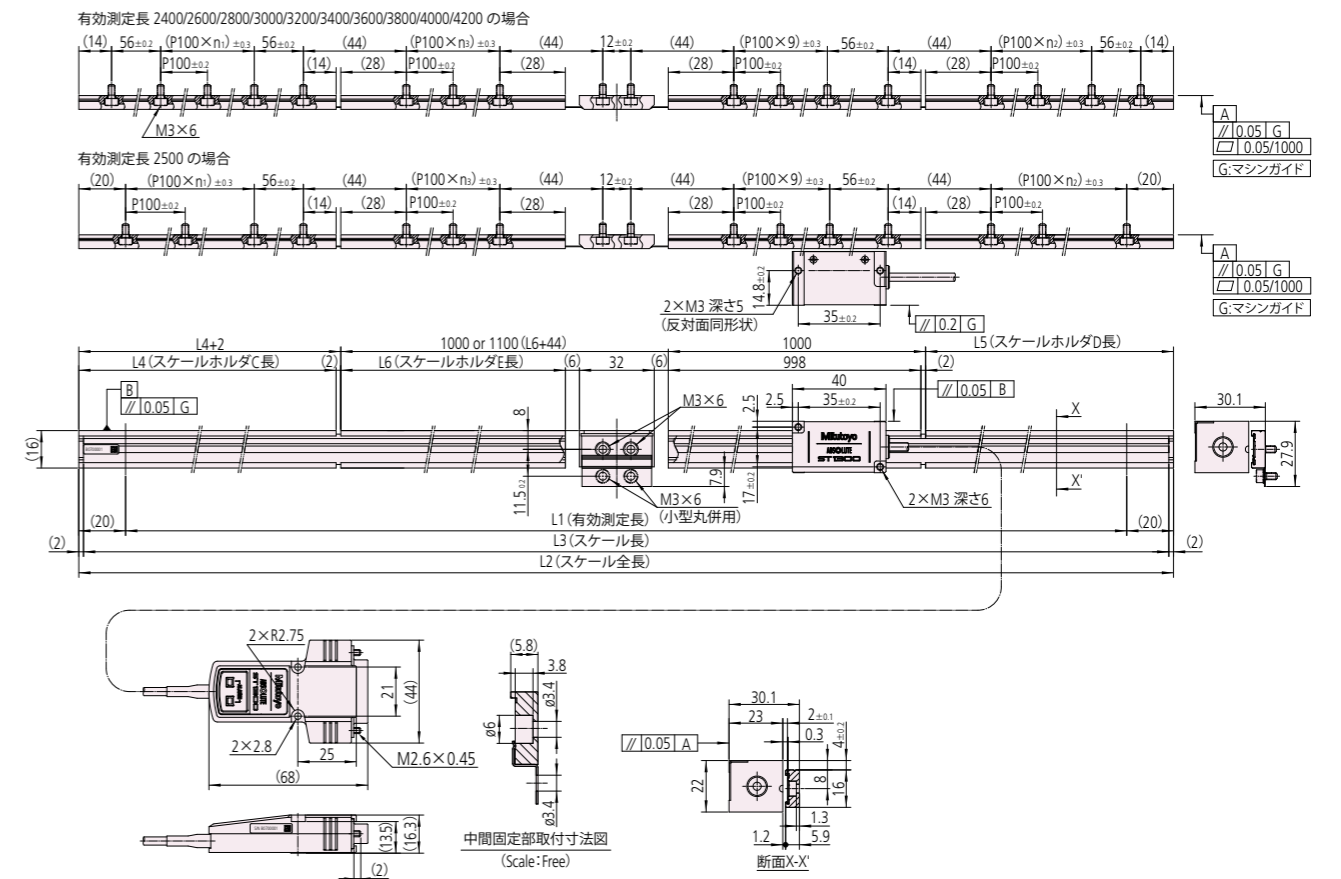 有効測定長 2400/2600/2800/3000/3200/3400/3600/3800/4000/4200 の場合
(14) 56±0.2 (P100×n1) ±0.3 56±0.2 (44) (P100×n3) ±0.3 (44) 12±0.2 (44) (P100×9) ±0.3 56±0.2 (44) (P100×n2) ±0.3 56±0.2 (14)
P100±0.2 (14) (28) P100±0.2 (28) (28) P100±0.2 (14) (28) P100±0.2
M3×6
A
// 0.05 G
⏥ 0.05/1000
G:マシンガイド
有効測定長 2500 の場合
(20) (P100×n1) ±0.3 56±0.2 (44) (P100×n3) ±0.3 (44) 12±0.2 (44) (P100×9) ±0.3 56±0.2 (44) (P100×n2) ±0.3 (20)
P100±0.2 (14) (28) P100±0.2 (28) (28) P100±0.2 (14) (28) P100±0.2
A
// 0.05 G
⏥ 0.05/1000
G:マシンガイド
2×M3 深さ5
(反対面同形状)
14.8±0.2
35±0.2
// 0.2 G
L4+2 1000 or 1100 (L6+44) 1000 L5 (スケールホルダD長)
L4 (スケールホルダC長) (2) L6 (スケールホルダE長) (6) 32 (6) 998 (2)
B
// 0.05 G
8
M3×6
2.5
2.5
40
35±0.2
// 0.05 B
X
30.1
(16)
Mitutoyo
ABSOLUTE
ST1300
27.9
11.5 0.2
7.9
17±0.2
M3×6
(小型丸併用)
2×M3 深さ6
X'
(20) L1 (有効測定長) (20)
(2) L3 (スケール長) (2)
L2 (スケール全長)
2×R2.75
Mitutoyo
ABSOLUTE
ST1300
21
(44)
2×2.8
25
M2.6×0.45
(68)
(13.5)
(16.3)
(2)
(5.8)
3.8
ø3.4
ø6
ø3.4
中間固定部取付寸法図
(Scale:Free)
30.1
23
2±0.1
0.3
4±0.2
// 0.05 A
22
8
16
1.3
1.2
5.9
断面X-X'